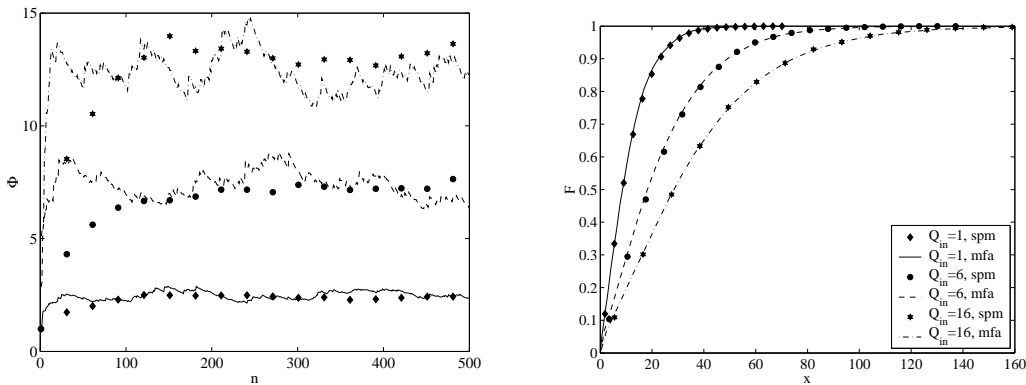 15
10
Φ
5
0
0 100 200 300 400 500
n
1
0.9
0.8
0.7
0.6
0.5
F
0.4
0.3
0.2
0.1
0
0 20 40 60 80 100 120 140 160
x
Q_in=1, spm
Q_in=1, mfa
Q_in=6, spm
Q_in=6, mfa
Q_in=16, spm
Q_in=16, mfa